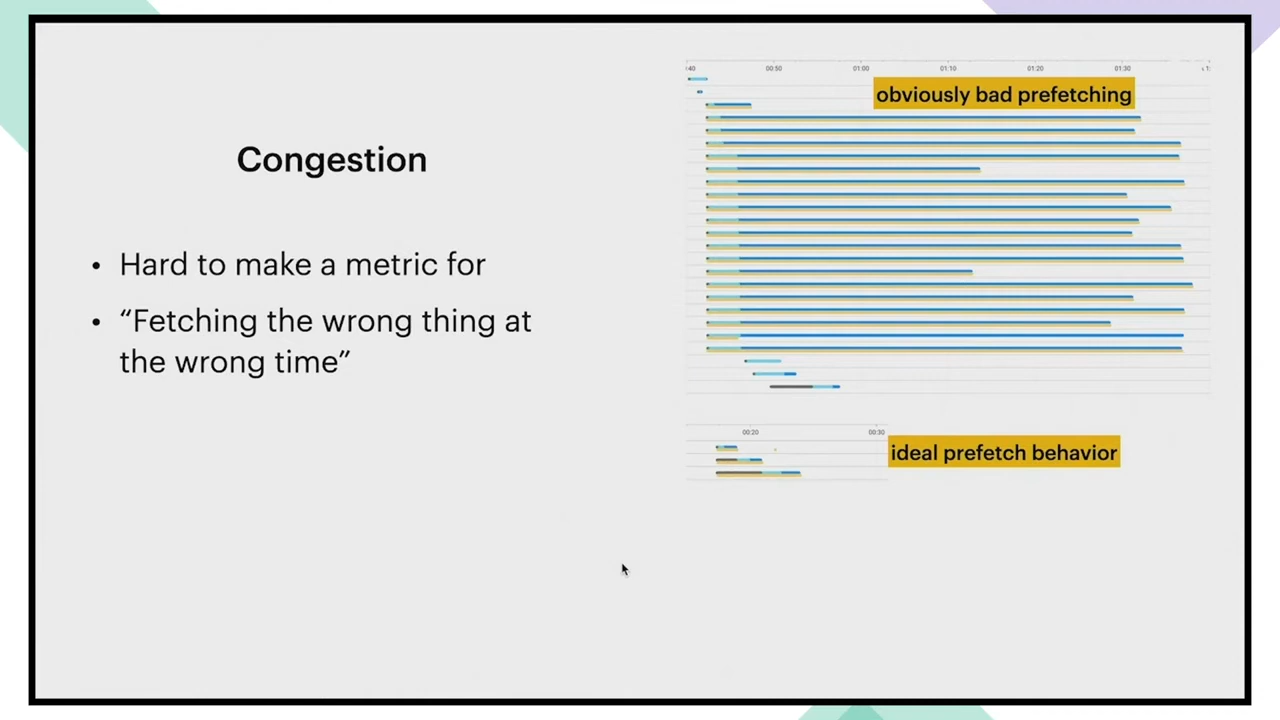 Congestion
• Hard to make a metric for
• “Fetching the wrong thing at
the wrong time”
:40 00:50 01:00 01:10 01:20 01:30
obviously bad prefetching
00:20 00:30
ideal prefetch behavior